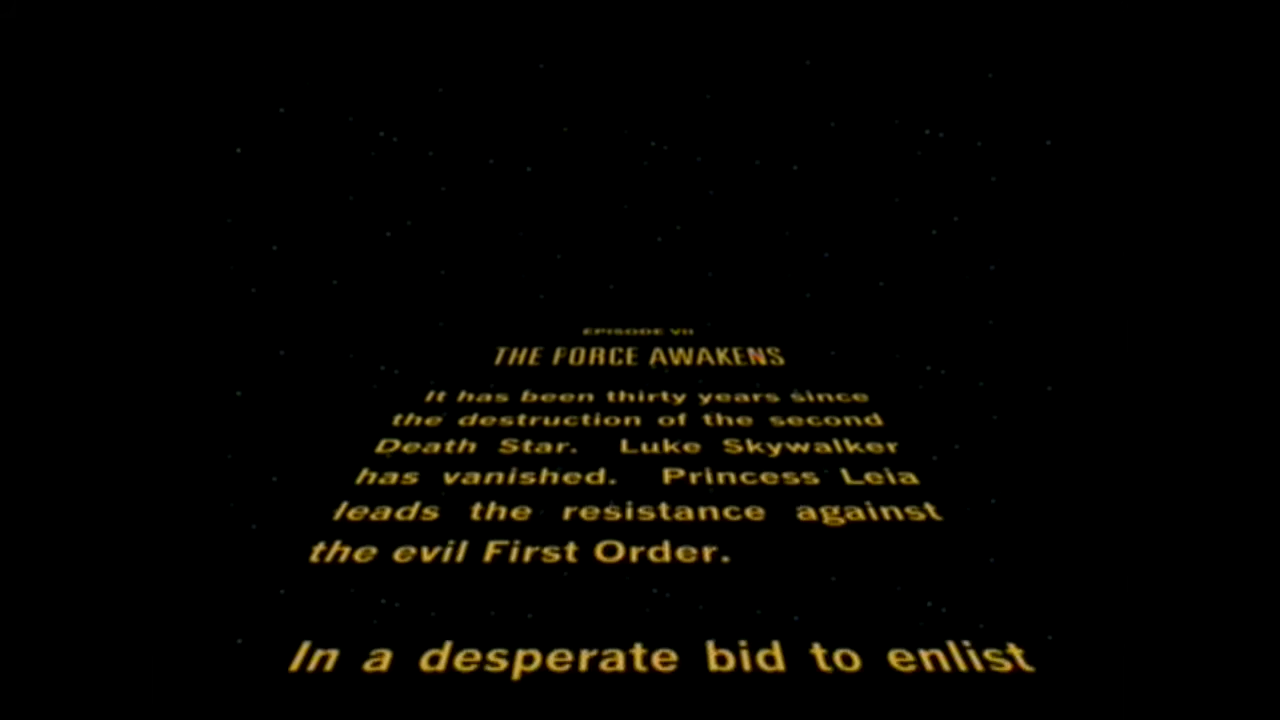 EPISODE VII
THE FORCE AWAKENS
It has been thirty years since
the destruction of the second
Death Star. Luke Skywalker
has vanished. Princess Leia
leads the resistance against
the evil First Order.
In a desperate bid to enlist